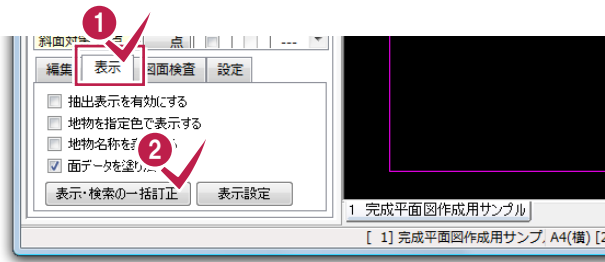 1
斜面対 点 点 ---
編集 表示 図面検査 設定
抽出表示を有効にする
地物を指定色で表示する
地物名称を
2
面データを塗り
表示・検索の一括訂正 表示設定
1 完成平面図作成用サンプル
[ 1] 完成平面図作成用サンプ, A4(横) [2